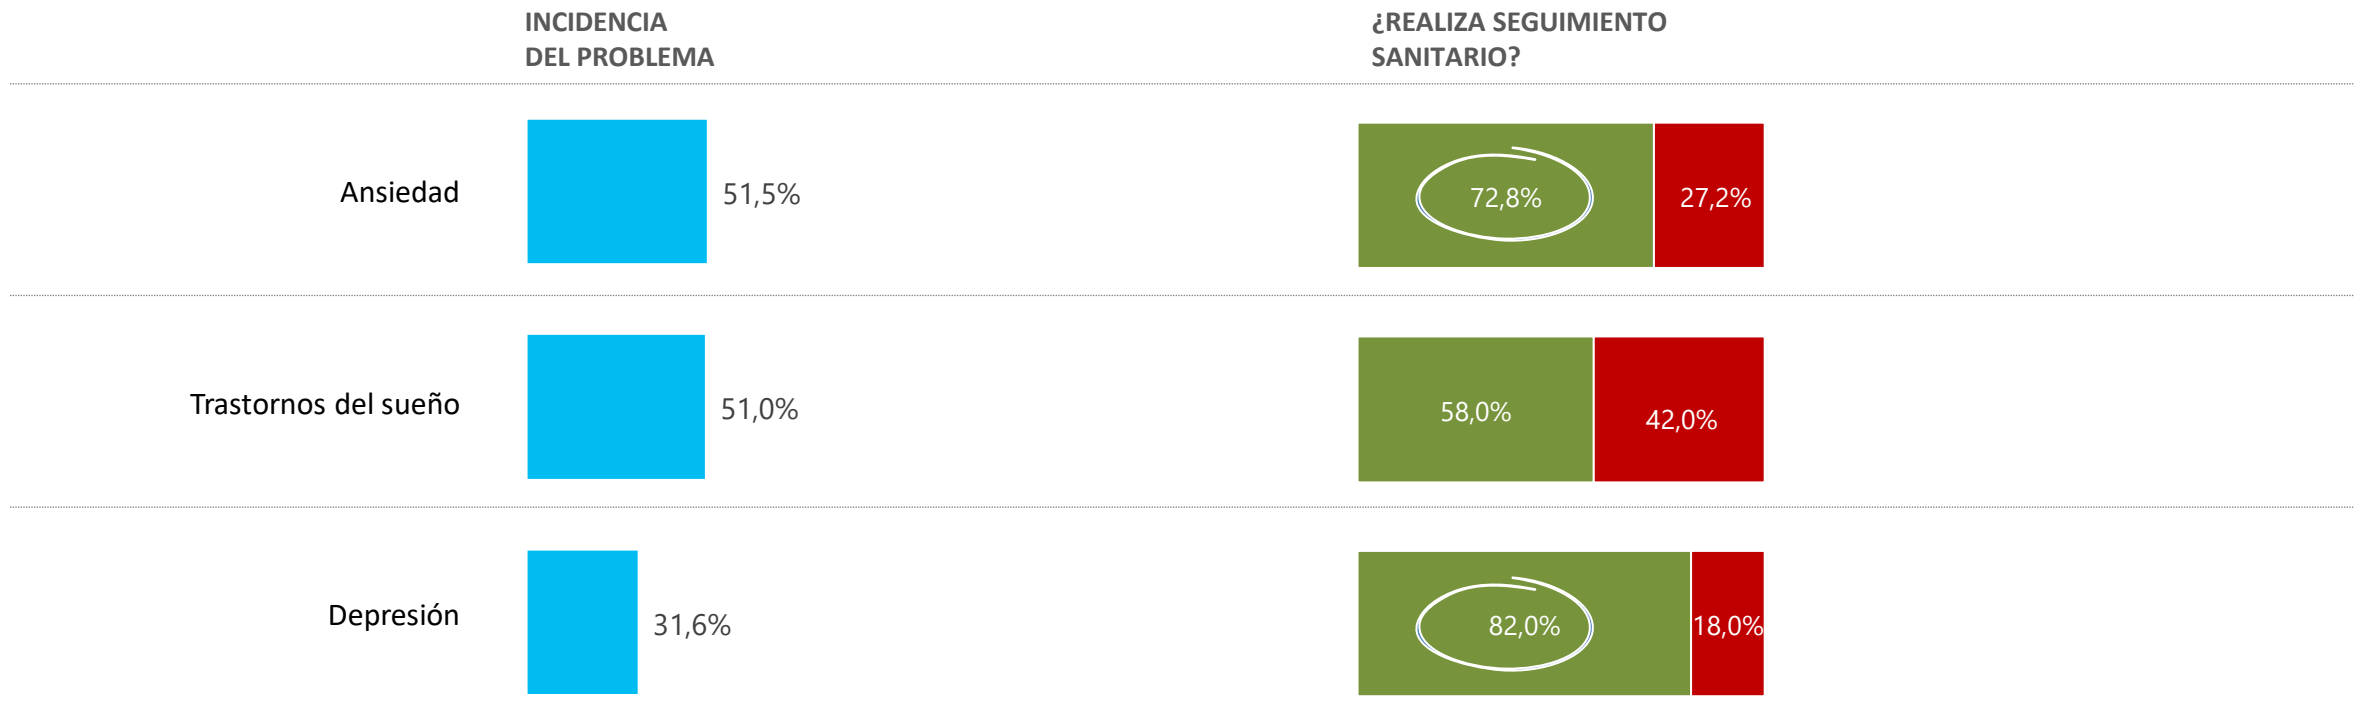 INCIDENCIA
DEL PROBLEMA
¿REALIZA SEGUIMIENTO
SANITARIO?
Ansiedad
51,5%
72,8%
27,2%
Trastornos del sueño
51,0%
58,0%
42,0%
Depresión
31,6%
82,0%
18,0%